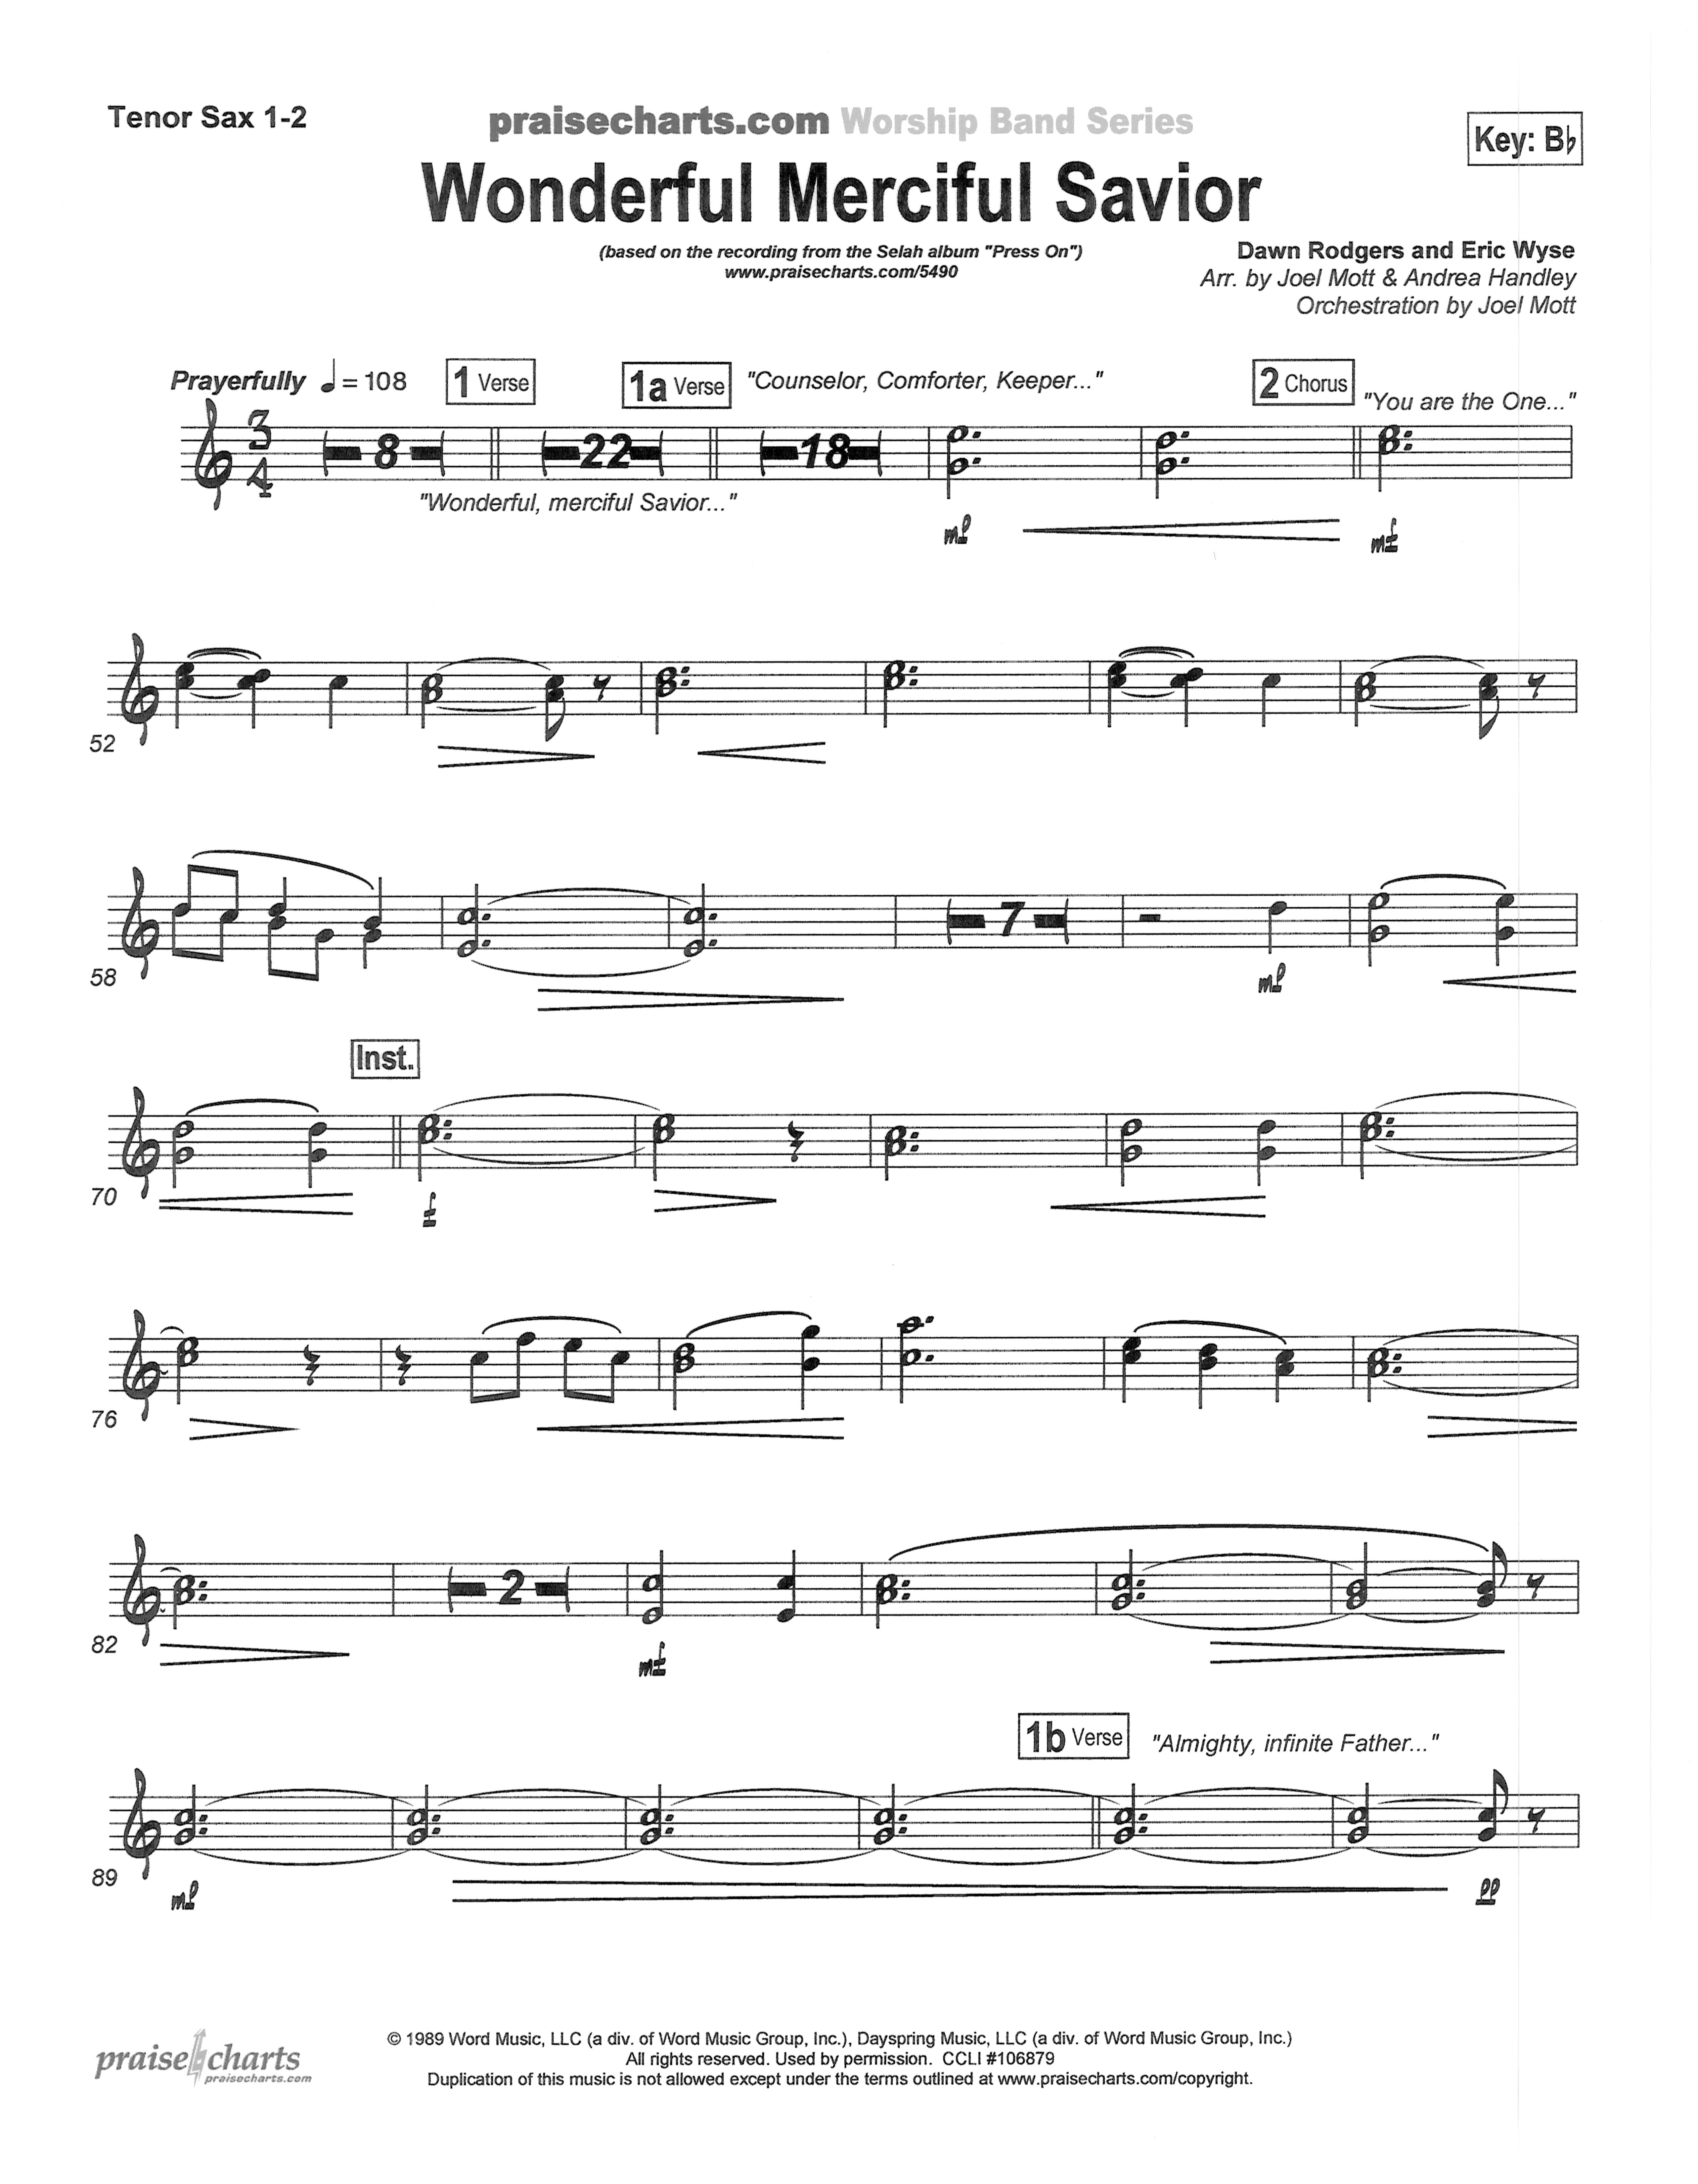 Tenor Sax 1-2
praisecharts.com Worship Band Series
Key: B♭
Wonderful Merciful Savior
(based on the recording from the Selah album "Press On")
www.praisecharts.com/5490
Dawn Rodgers and Eric Wyse
Arr. by Joel Mott & Andrea Handley
Orchestration by Joel Mott
Prayerfully ♩= 108
1 Verse
1a Verse
"Counselor, Comforter, Keeper..."
2 Chorus
"You are the One..."
3
4
8
22
18
"Wonderful, merciful Savior..."
mp
mf
52
58
7
mp
Inst.
70
f
76
82
2
mf
1b Verse
"Almighty, infinite Father..."
89
mp
pp
praisecharts
praisecharts.com
© 1989 Word Music, LLC (a div. of Word Music Group, Inc.), Dayspring Music, LLC (a div. of Word Music Group, Inc.)
All rights reserved. Used by permission. CCLI #106879
Duplication of this music is not allowed except under the terms outlined at www.praisecharts.com/copyright.